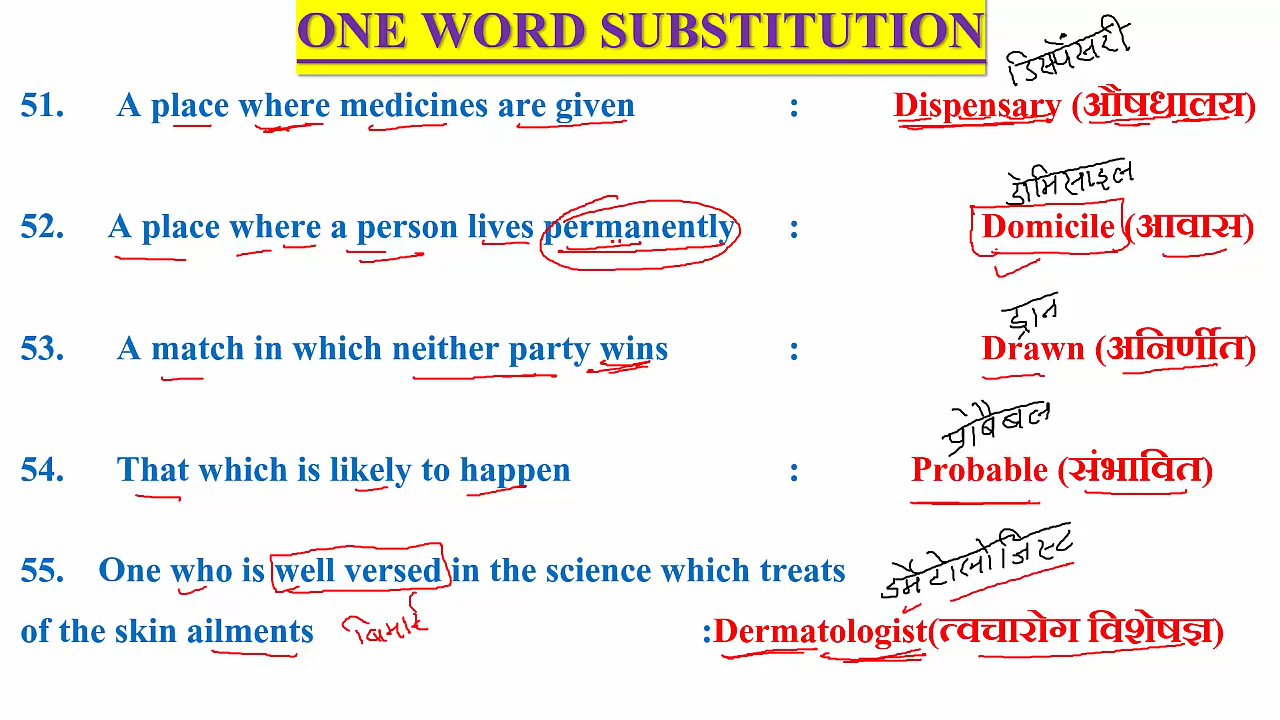 ONE WORD SUBSTITUTION
डिस्पेंसरी
51. A place where medicines are given : Dispensary (औषधालय)
डोमिसाइल
52. A place where a person lives permanently : Domicile (आवास)
ड्रान
53. A match in which neither party wins : Drawn (अनिर्णीत)
प्रोबैबल
54. That which is likely to happen : Probable (संभावित)
55. One who is well versed in the science which treats
डर्मेटोलोजिस्ट
of the skin ailments :Dermatologist(त्वचारोग विशेषज्ञ)